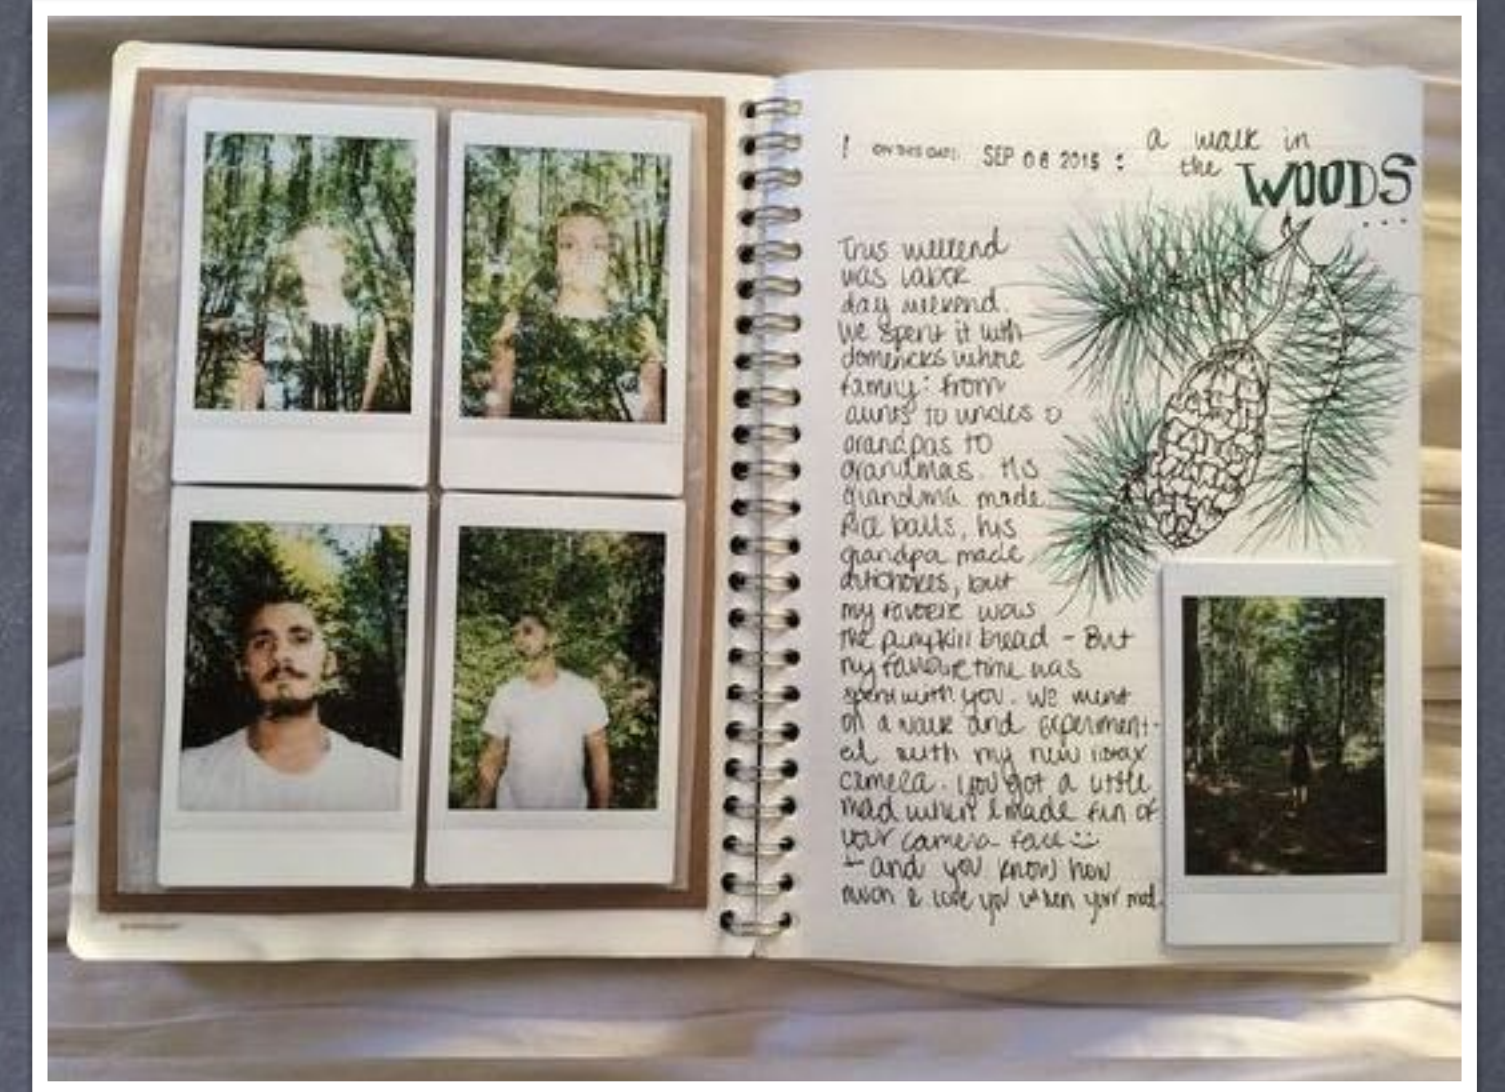 ! ON THIS DATE: SEP 06 2015 :
a walk in
the WOODS
...
This weekend
was labor
day weekend.
We spent it with
domenicks whole
family: from
aunts to uncles
grandpas to
grandmas. His
grandma made
rice balls, his
grandpa made
artichokes, but
my favorite was
the pumpkin bread - But
my favorite time was
spent with you. We went
on a walk and experiment-
ed with my new instax
camera. you got a little
mad when I made fun of
your camera face
- and you know how
much I love you when your mad.